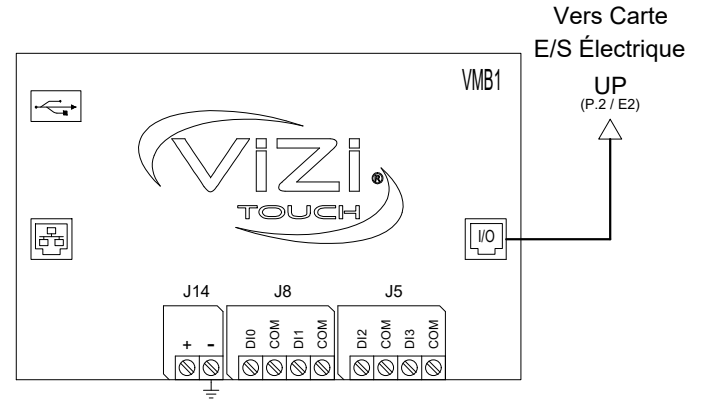 Vers Carte
E/S Électrique
UP
(P.2 / E2)
VMB1
ViZi®
TOUCH
I/O
J14
J8
J5
+ -
DI0 COM DI1 COM
DI2 COM DI3 COM